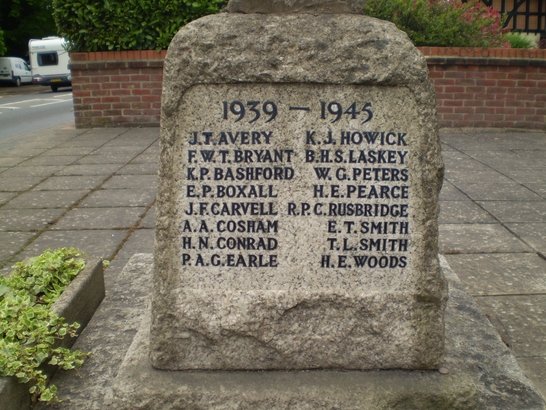 1939 — 1945
J.T. AVERY K.J. HOWICK
F.W.T. BRYANT B.H.S. LASKEY
K.P. BASHFORD W.G. PETERS
E.P. BOXALL H.E. PEARCE
J.F. CARVELL R.P.C. RUSBRIDGE
A.A. COSHAM E.T. SMITH
H.N. CONRAD T.L. SMITH
P.A.G. EARLE H.E. WOODS